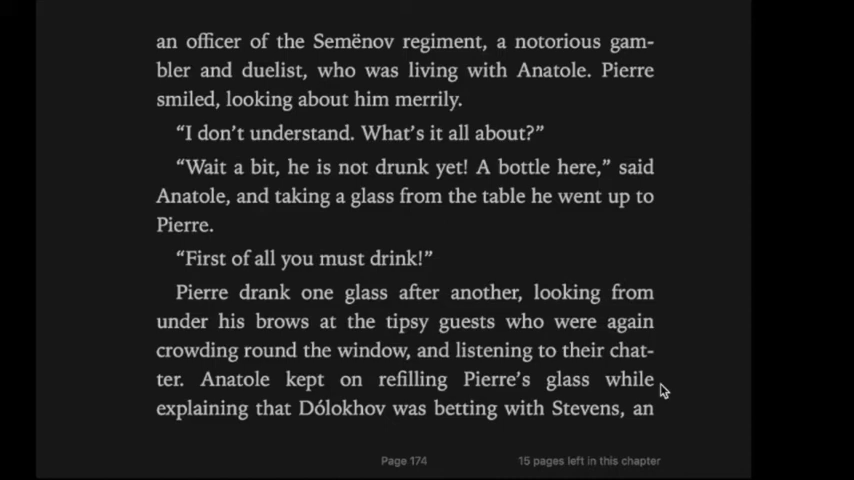 an officer of the Semënov regiment, a notorious gam-
bler and duelist, who was living with Anatole. Pierre
smiled, looking about him merrily.
“I don’t understand. What’s it all about?”
“Wait a bit, he is not drunk yet! A bottle here,” said
Anatole, and taking a glass from the table he went up to
Pierre.
“First of all you must drink!”
Pierre drank one glass after another, looking from
under his brows at the tipsy guests who were again
crowding round the window, and listening to their chat-
ter. Anatole kept on refilling Pierre’s glass while
explaining that Dólokhov was betting with Stevens, an
Page 174 15 pages left in this chapter